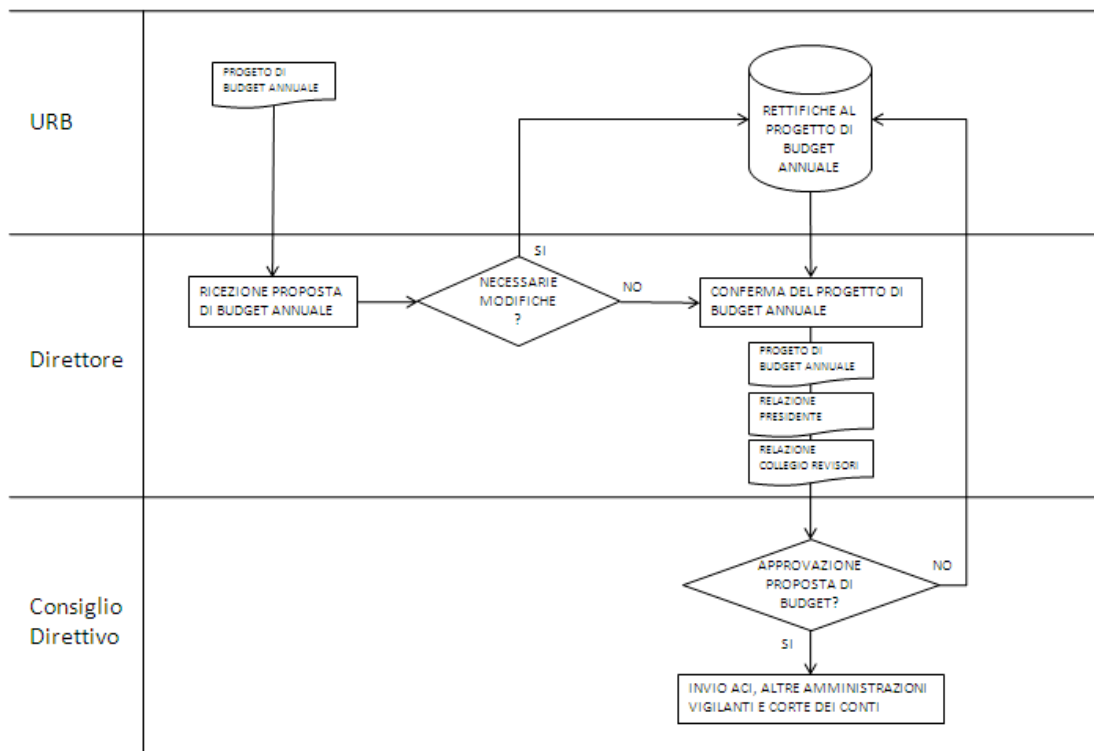 URB
PROGETO DI
BUDGET ANNUALE
RETTIFICHE AL
PROGETTO DI
BUDGET
ANNUALE
Direttore
RICEZIONE PROPOSTA
DI BUDGET ANNUALE
NECESSARIE
MODIFICHE
?
SI
NO
CONFERMA DEL PROGETTO DI
BUDGET ANNUALE
PROGETO DI
BUDGET ANNUALE
RELAZIONE
PRESIDENTE
RELAZIONE
COLLEGIO REVISORI
Consiglio
Direttivo
APPROVAZIONE
PROPOSTA DI
BUDGET?
NO
SI
INVIO ACI, ALTRE AMMINISTRAZIONI
VIGILANTI E CORTE DEI CONTI